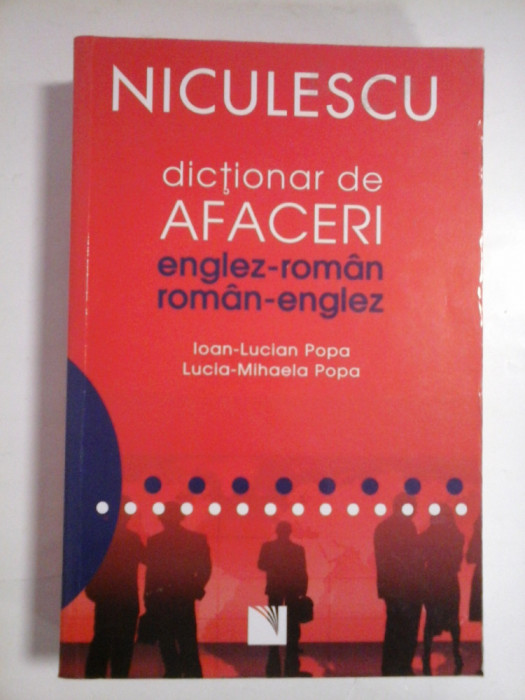 NICULESCU
dicţionar de
AFACERI
englez-român
român-englez
Ioan-Lucian Popa
Lucia-Mihaela Popa